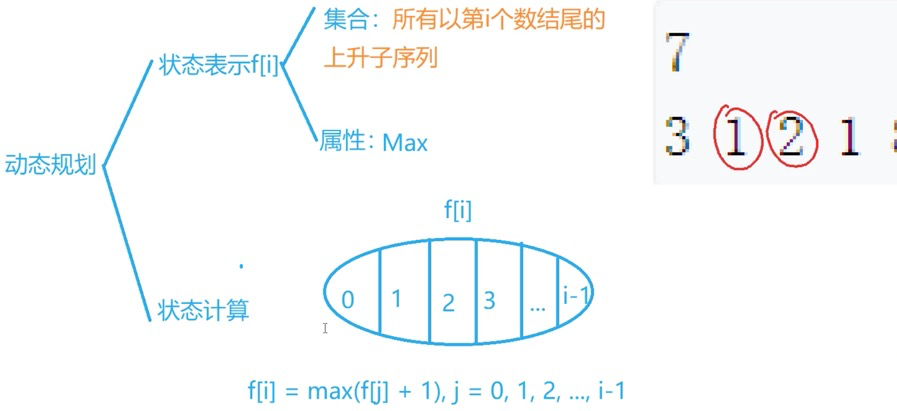 集合：所有以第i个数结尾的
上升子序列
状态表示f[i]
属性：Max
动态规划
状态计算
f[i]
0 1 2 3 ... i-1
f[i] = max(f[j] + 1), j = 0, 1, 2, ..., i-1
7
3 1 2 1